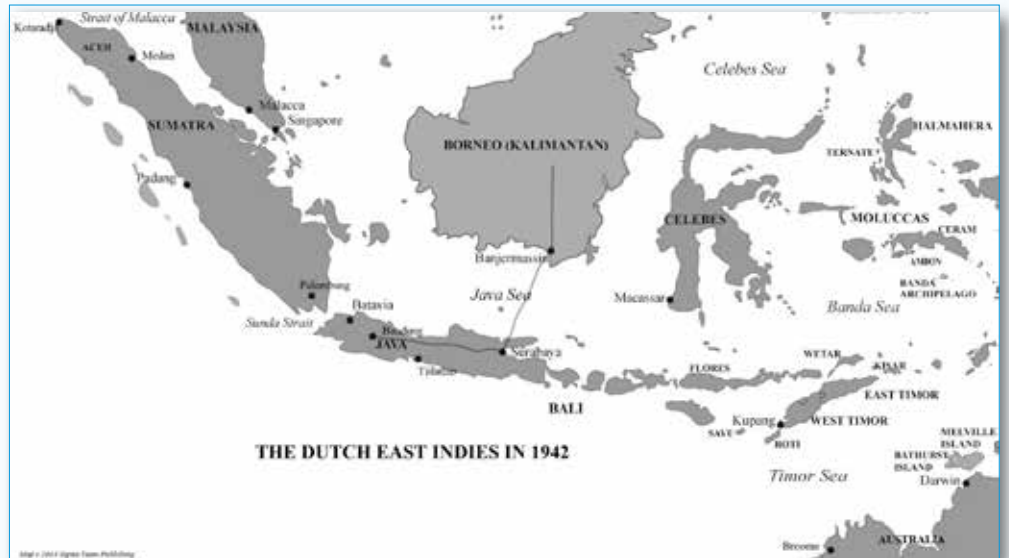 Kotaradja
Strait of Malacca
MALAYSIA
ACEH
Medan
Celebes Sea
Malacca
Singapore
SUMATRA
HALMAHERA
BORNEO (KALIMANTAN)
TERNATE
Padang
MOLUCCAS
CELEBES
CERAM
Banjermassin
AMBON
BANDA
ARCHIPELAGO
Palembang
Java Sea
Macassar
Banda Sea
Batavia
Sunda Strait
Bandung
JAVA
Surabaya
WETAR
KISAR
FLORES
EAST TIMOR
BALI
Kupang
WEST TIMOR
SAVU
ROTI
MELVILLE
ISLAND
THE DUTCH EAST INDIES IN 1942
BATHURST
ISLAND
Timor Sea
Darwin
AUSTRALIA
Broome